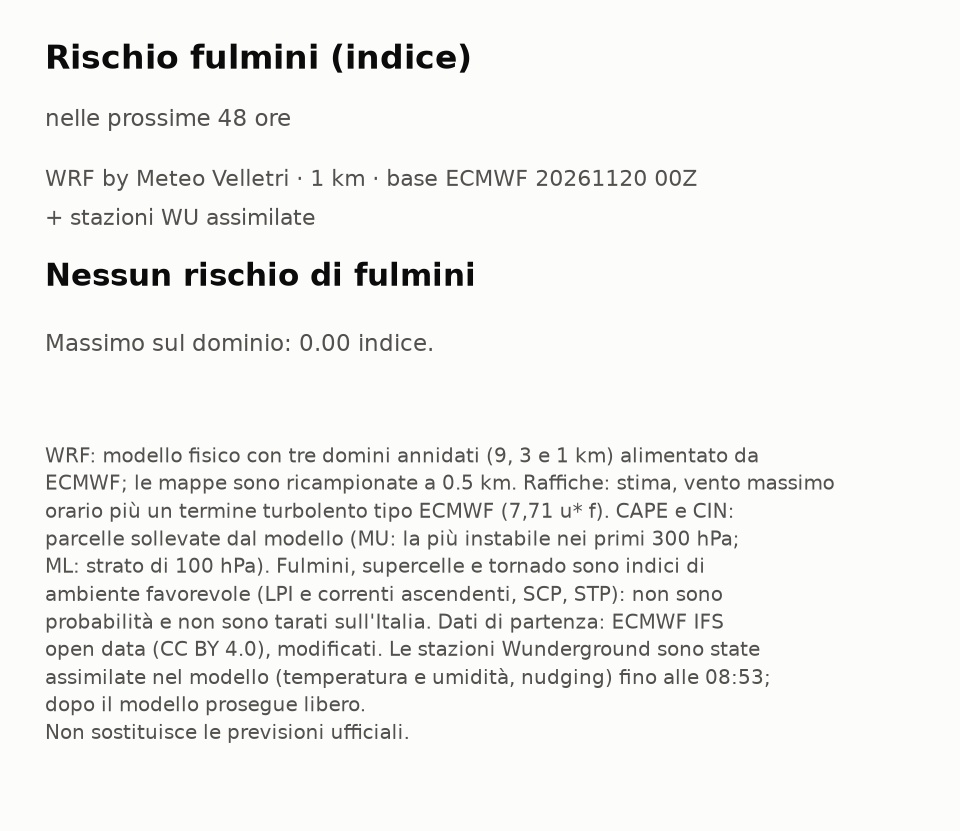 Rischio fulmini (indice)
nelle prossime 48 ore
WRF by Meteo Velletri · 1 km · base ECMWF 20261120 00Z
+ stazioni WU assimilate
Nessun rischio di fulmini
Massimo sul dominio: 0.00 indice.
WRF: modello fisico con tre domini annidati (9, 3 e 1 km) alimentato da
ECMWF; le mappe sono ricampionate a 0.5 km. Raffiche: stima, vento massimo
orario più un termine turbolento tipo ECMWF (7,71 u* f). CAPE e CIN:
parcelle sollevate dal modello (MU: la più instabile nei primi 300 hPa;
ML: strato di 100 hPa). Fulmini, supercelle e tornado sono indici di
ambiente favorevole (LPI e correnti ascendenti, SCP, STP): non sono
probabilità e non sono tarati sull'Italia. Dati di partenza: ECMWF IFS
open data (CC BY 4.0), modificati. Le stazioni Wunderground sono state
assimilate nel modello (temperatura e umidità, nudging) fino alle 08:53;
dopo il modello prosegue libero.
Non sostituisce le previsioni ufficiali.